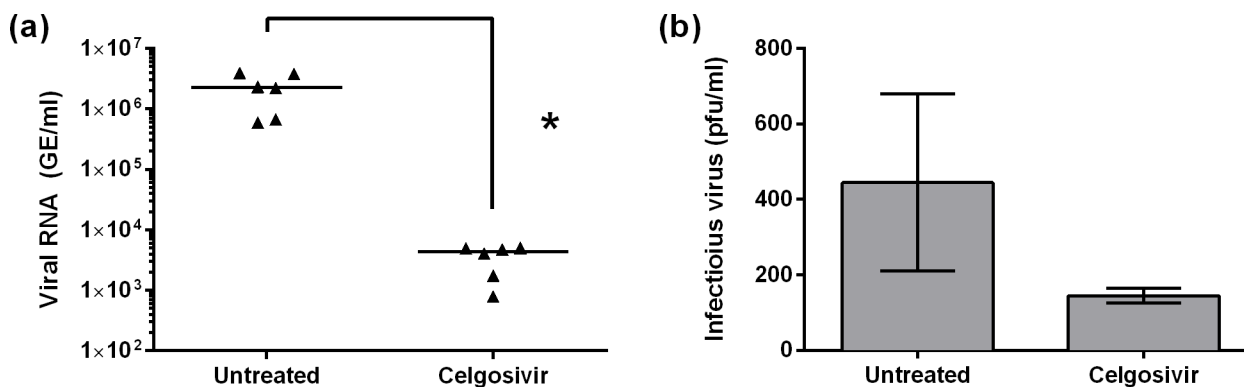 (a)
Viral RNA (GE/ml)
1×10⁷
1×10⁶
1×10⁵
1×10⁴
1×10³
1×10²
*
Untreated
Celgosivir
(b)
Infectioius virus (pfu/ml)
800
600
400
200
0
Untreated
Celgosivir